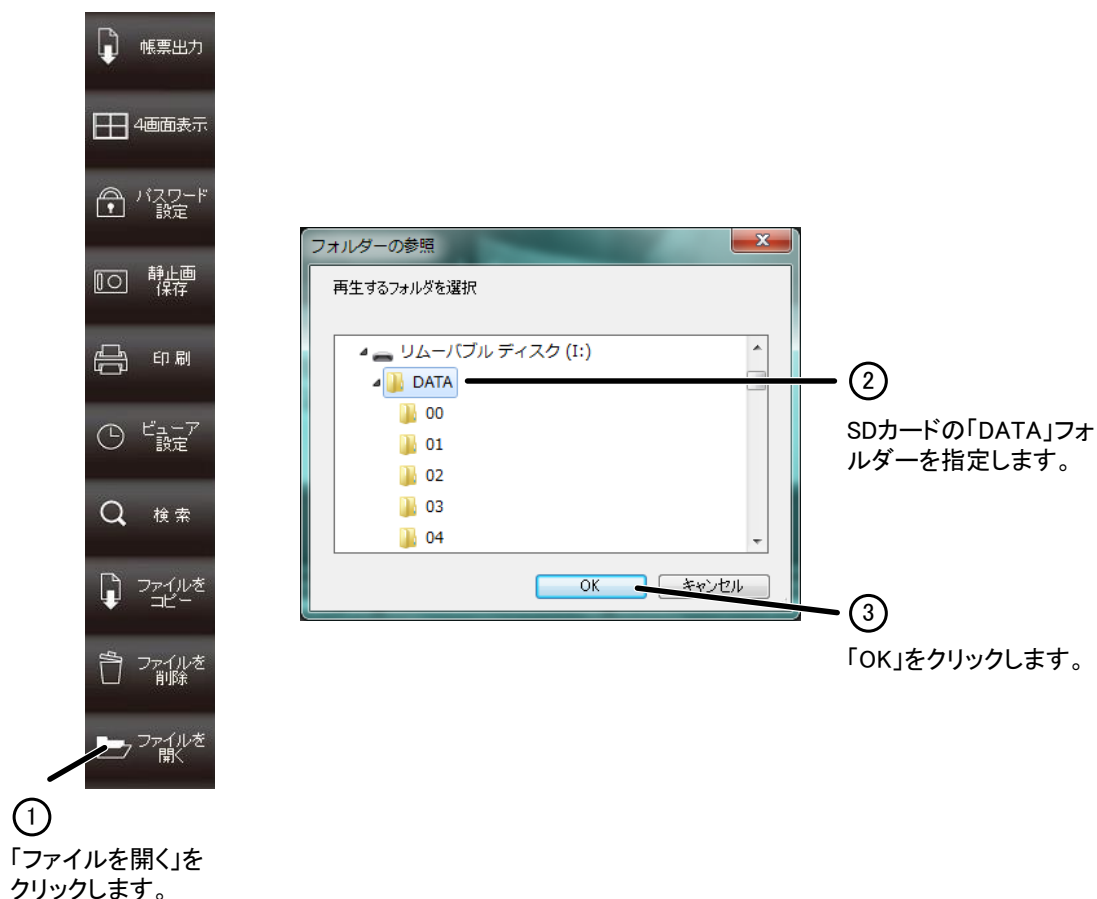 帳票出力
4画面表示
パスワード
設定
静止画
保存
印刷
ビューア
設定
検索
ファイルを
コピー
ファイルを
削除
ファイルを
開く
①
「ファイルを開く」を
クリックします。
フォルダーの参照
再生するフォルダを選択
リムーバブル ディスク (I:)
DATA
00
01
02
03
04
OK
キャンセル
②
SDカードの「DATA」フォ
ルダーを指定します。
③
「OK」をクリックします。